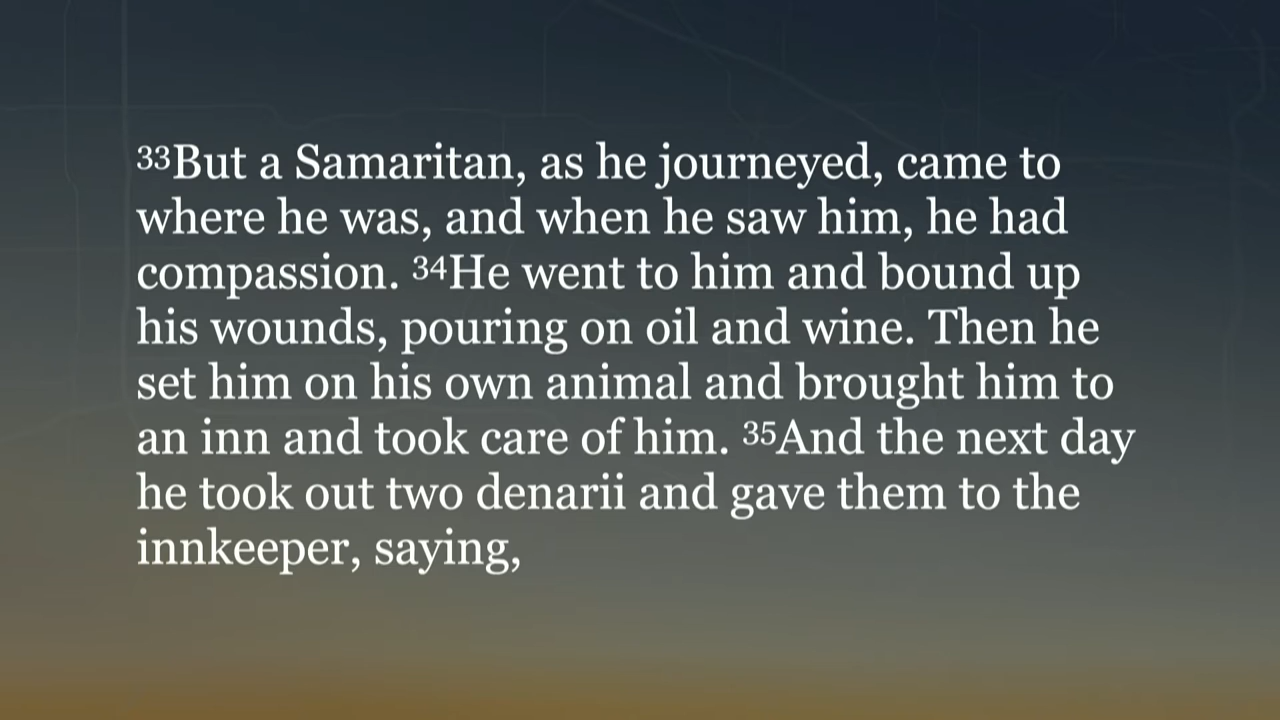 ³³But a Samaritan, as he journeyed, came to
where he was, and when he saw him, he had
compassion. ³⁴He went to him and bound up
his wounds, pouring on oil and wine. Then he
set him on his own animal and brought him to
an inn and took care of him. ³⁵And the next day
he took out two denarii and gave them to the
innkeeper, saying,